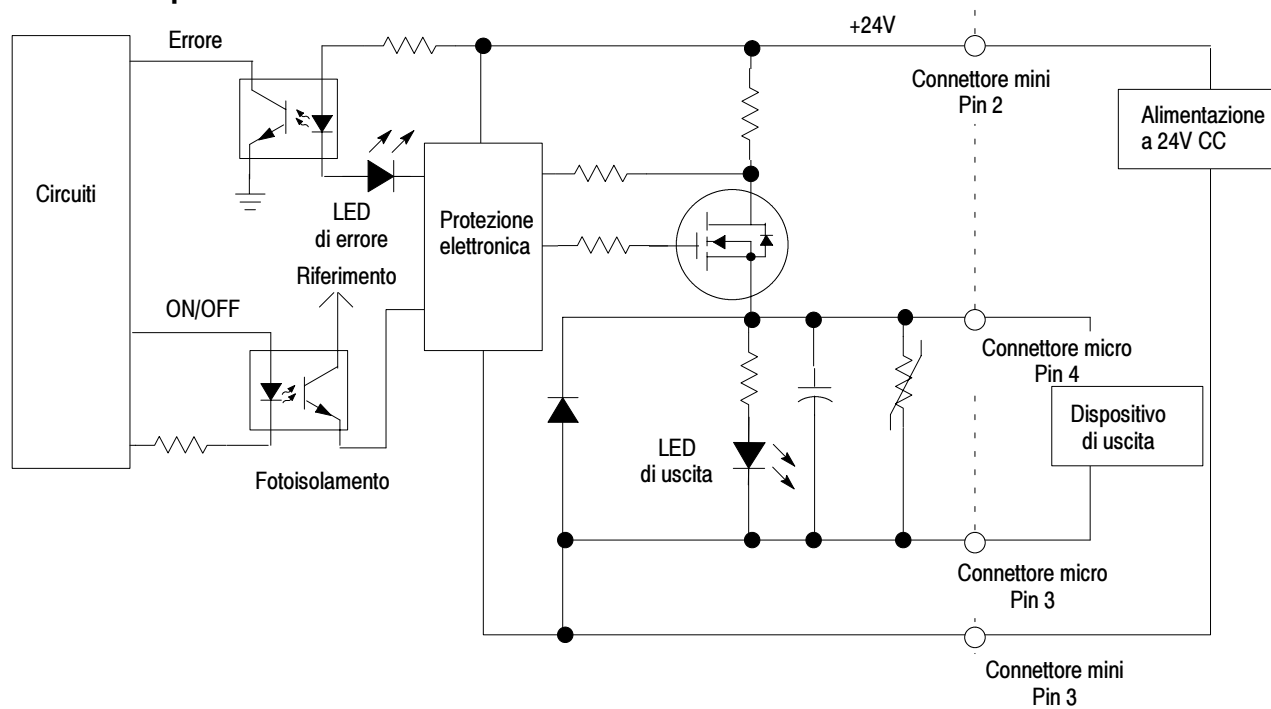 Errore
+24V
Connettore mini
Pin 2
Alimentazione
a 24V CC
Circuiti
LED
di errore
Protezione
elettronica
Riferimento
ON/OFF
Connettore micro
Pin 4
Dispositivo
di uscita
LED
di uscita
Fotoisolamento
Connettore micro
Pin 3
Connettore mini
Pin 3